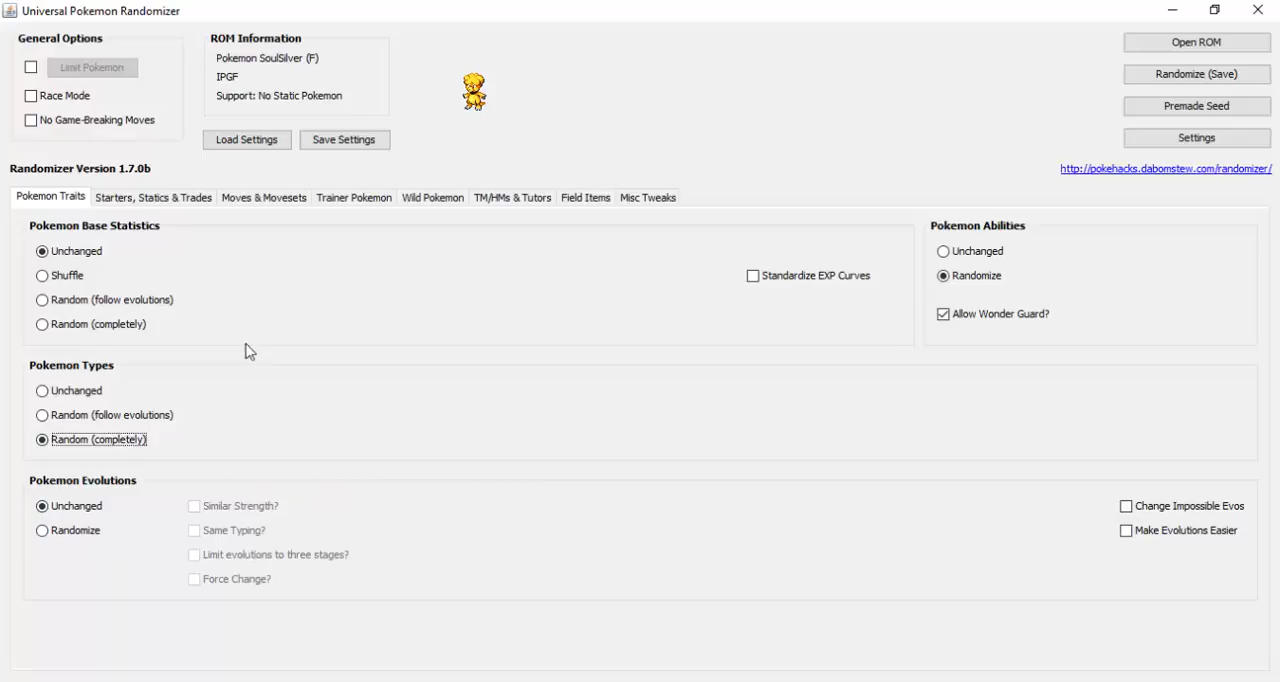 Universal Pokemon Randomizer
General Options
Limit Pokemon
Race Mode
No Game-Breaking Moves
ROM Information
Pokemon SoulSilver (F)
IPGF
Support: No Static Pokemon
Load Settings
Save Settings
Open ROM
Randomize (Save)
Premade Seed
Settings
Randomizer Version 1.7.0b
http://pokehacks.dabomstew.com/randomizer/
Pokemon Traits
Starters, Statics & Trades
Moves & Movesets
Trainer Pokemon
Wild Pokemon
TM/HMs & Tutors
Field Items
Misc Tweaks
Pokemon Base Statistics
Unchanged
Shuffle
Random (follow evolutions)
Random (completely)
Standardize EXP Curves
Pokemon Abilities
Unchanged
Randomize
Allow Wonder Guard?
Pokemon Types
Unchanged
Random (follow evolutions)
Random (completely)
Pokemon Evolutions
Unchanged
Randomize
Similar Strength?
Same Typing?
Limit evolutions to three stages?
Force Change?
Change Impossible Evos
Make Evolutions Easier